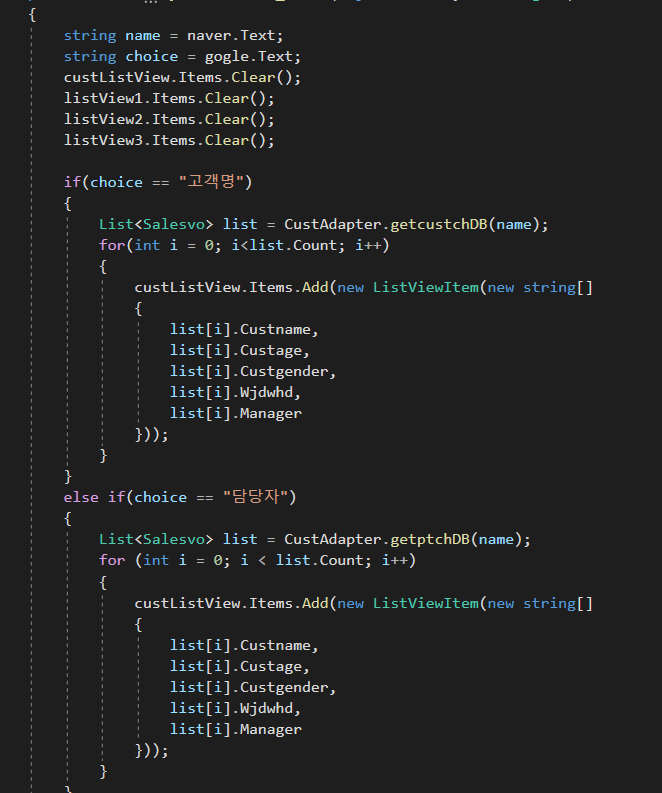 {
string name = naver.Text;
string choice = gogle.Text;
custListView.Items.Clear();
listView1.Items.Clear();
listView2.Items.Clear();
listView3.Items.Clear();
if(choice == "고객명")
{
List<Salesvo> list = CustAdapter.getcustchDB(name);
for(int i = 0; i<list.Count; i++)
{
custListView.Items.Add(new ListViewItem(new string[]
{
list[i].Custname,
list[i].Custage,
list[i].Custgender,
list[i].Wjdwhd,
list[i].Manager
}));
}
}
else if(choice == "담당자")
{
List<Salesvo> list = CustAdapter.getptchDB(name);
for (int i = 0; i < list.Count; i++)
{
custListView.Items.Add(new ListViewItem(new string[]
{
list[i].Custname,
list[i].Custage,
list[i].Custgender,
list[i].Wjdwhd,
list[i].Manager
}));
}
}